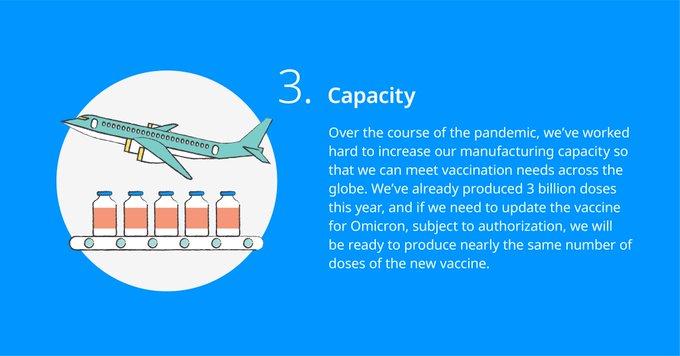 3. Capacity
Over the course of the pandemic, we’ve worked
hard to increase our manufacturing capacity so
that we can meet vaccination needs across the
globe. We’ve already produced 3 billion doses
this year, and if we need to update the vaccine
for Omicron, subject to authorization, we will
be ready to produce nearly the same number of
doses of the new vaccine.